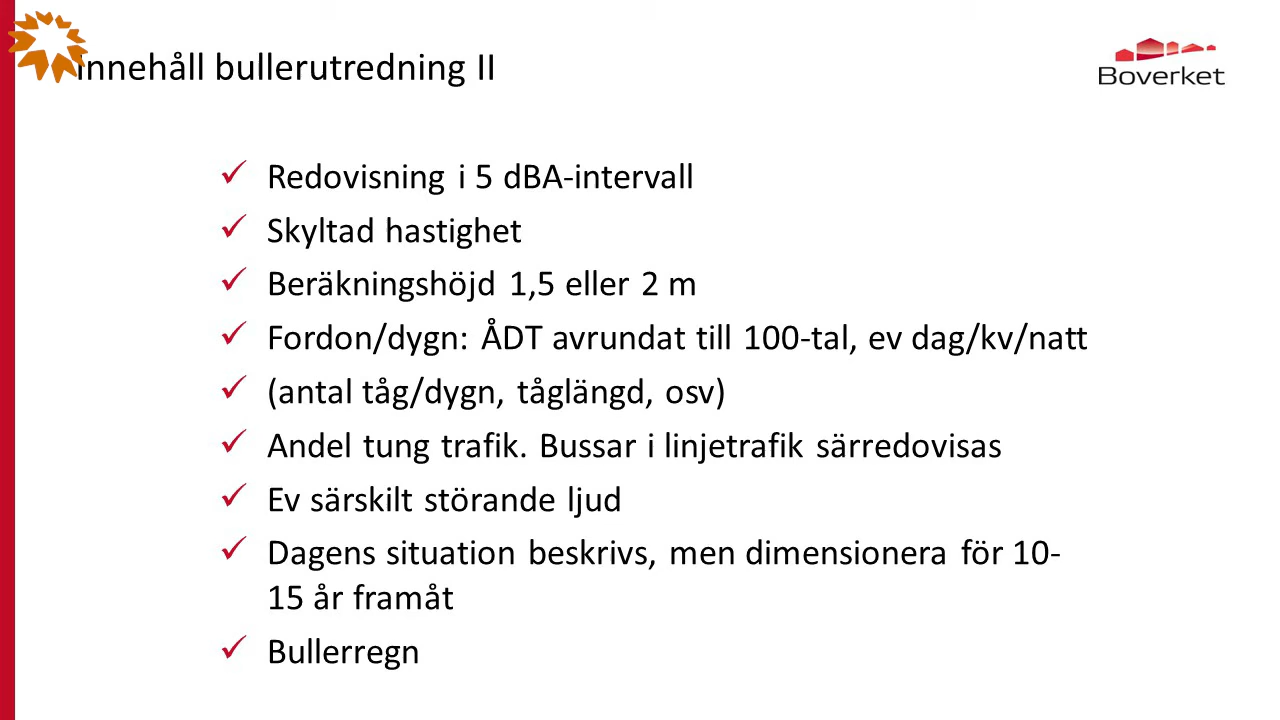 Innehåll bullerutredning II
Boverket
Redovisning i 5 dBA-intervall
Skyltad hastighet
Beräkningshöjd 1,5 eller 2 m
Fordon/dygn: ÅDT avrundat till 100-tal, ev dag/kv/natt
(antal tåg/dygn, tåglängd, osv)
Andel tung trafik. Bussar i linjetrafik särredovisas
Ev särskilt störande ljud
Dagens situation beskrivs, men dimensionera för 10-
15 år framåt
Bullerregn